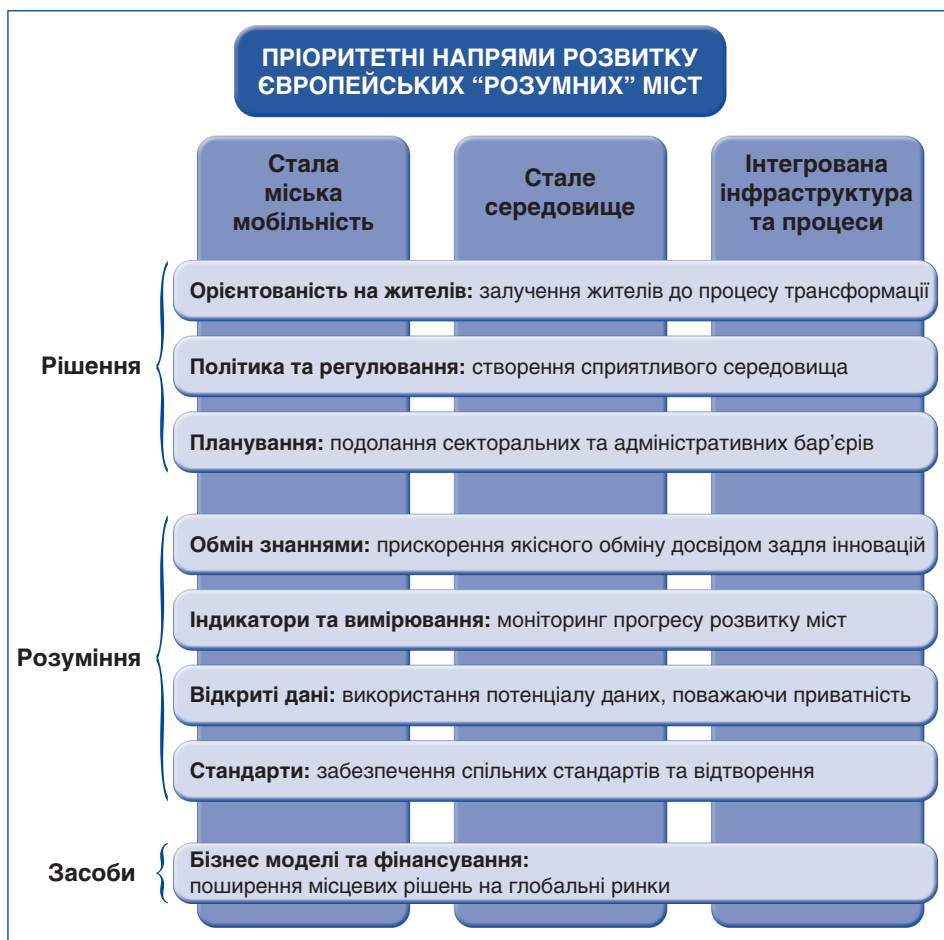 ПРІОРИТЕТНІ НАПРЯМИ РОЗВИТКУ
ЄВРОПЕЙСЬКИХ “РОЗУМНИХ” МІСТ
Стала
міська
мобільність
Стале
середовище
Інтегрована
інфраструктура
та процеси
Рішення
Орієнтованість на жителів: залучення жителів до процесу трансформації
Політика та регулювання: створення сприятливого середовища
Планування: подолання секторальних та адміністративних бар’єрів
Розуміння
Обмін знаннями: прискорення якісного обміну досвідом задля інновацій
Індикатори та вимірювання: моніторинг прогресу розвитку міст
Відкриті дані: використання потенціалу даних, поважаючи приватність
Стандарти: забезпечення спільних стандартів та відтворення
Засоби
Бізнес моделі та фінансування:
поширення місцевих рішень на глобальні ринки